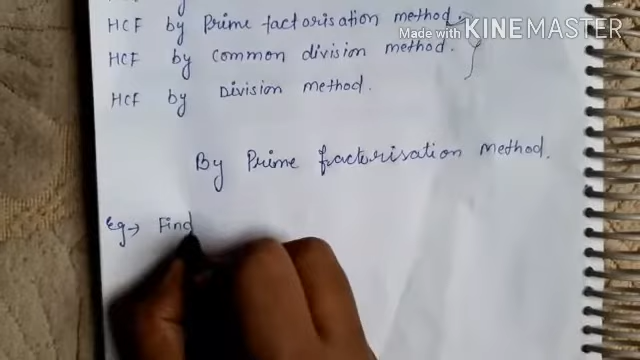 HCF by Prime factorisation method.
Made with KINEMASTER
HCF by common division method.
HCF by Division method.
By Prime factorisation method.
Eg→ Find